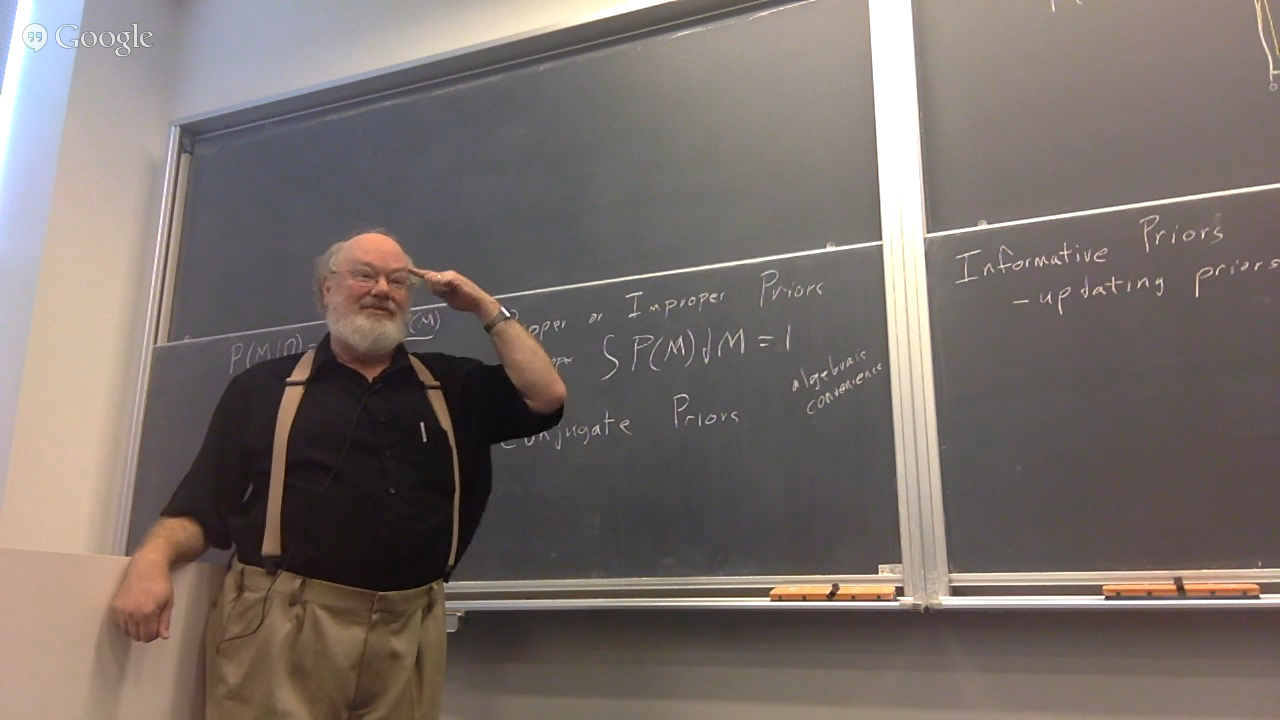 Google
P(M|D)=
(M)
Proper or Improper Priors
∫ P(M) dM = 1
algebraic
convenience
Conjugate Priors
Informative Priors
- updating priors